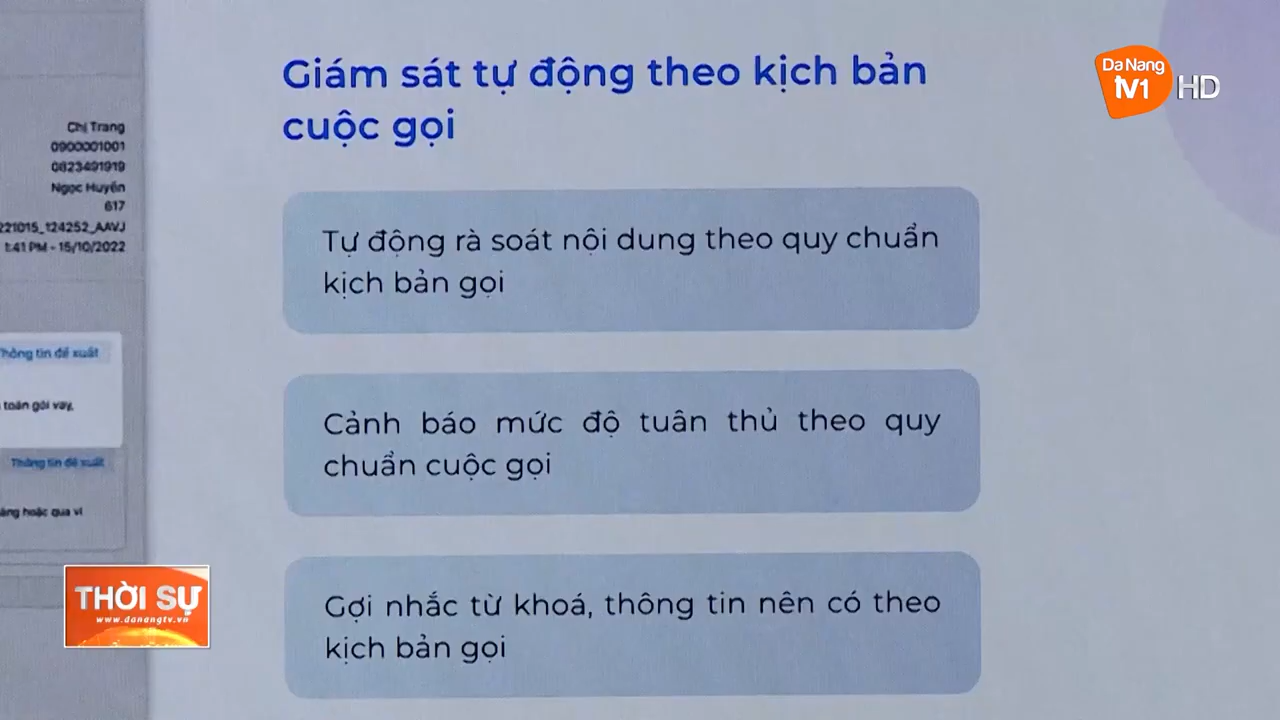 Giám sát tự động theo kịch bản
cuộc gọi
Tự động rà soát nội dung theo quy chuẩn
kịch bản gọi
Cảnh báo mức độ tuân thủ theo quy
chuẩn cuộc gọi
Gợi nhắc từ khoá, thông tin nên có theo
kịch bản gọi
Chị Trang
0900001001
0823491919
Ngọc Huyền
617
221015_124252_AAVJ
1:41 PM - 15/10/2022
Thông tin đề xuất
toán gói vay,
Thông tin đề xuất
hoặc qua ví
Da Nang
TV1 HD
THỜI SỰ
www.danangtv.vn